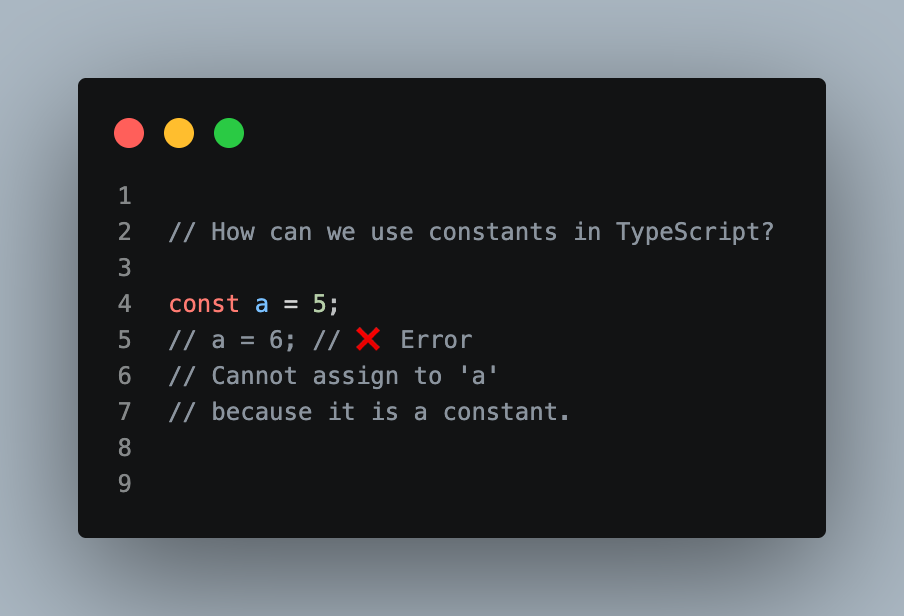 1
2 // How can we use constants in TypeScript?
3
4 const a = 5;
5 // a = 6; // ❌ Error
6 // Cannot assign to 'a'
7 // because it is a constant.
8
9